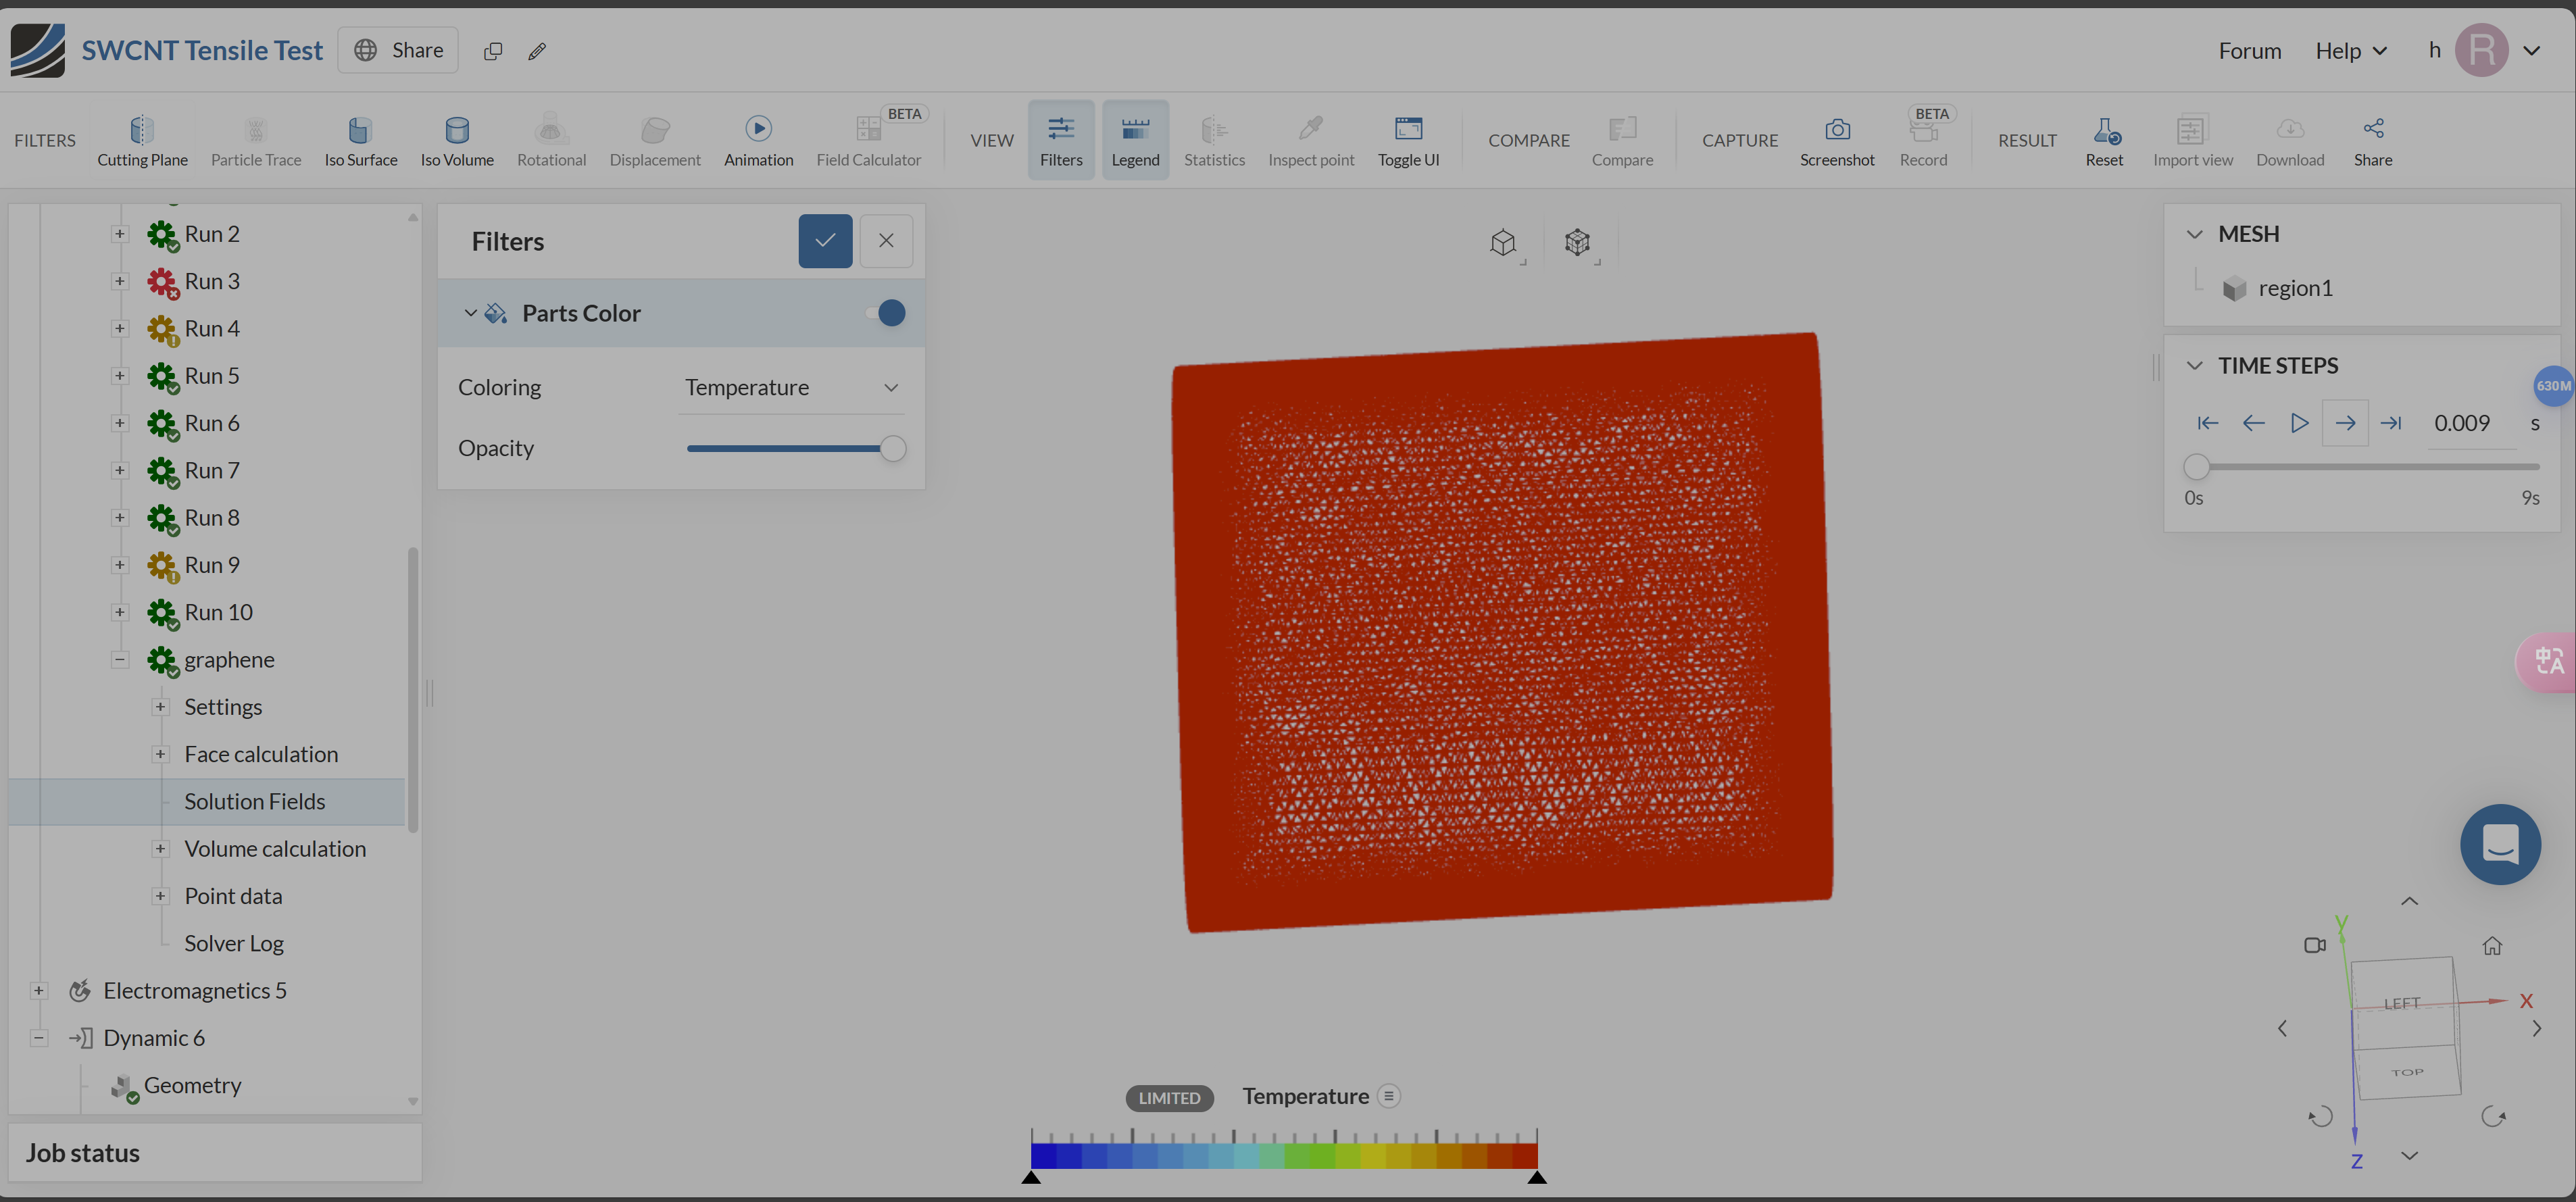 SWCNT Tensile Test
Share
Forum
Help
h
R
FILTERS
Cutting Plane
Particle Trace
Iso Surface
Iso Volume
Rotational
Displacement
Animation
BETA
Field Calculator
VIEW
Filters
Legend
Statistics
Inspect point
Toggle UI
COMPARE
Compare
CAPTURE
Screenshot
BETA
Record
RESULT
Reset
Import view
Download
Share
Run 2
Run 3
Run 4
Run 5
Run 6
Run 7
Run 8
Run 9
Run 10
graphene
Settings
Face calculation
Solution Fields
Volume calculation
Point data
Solver Log
Electromagnetics 5
Dynamic 6
Geometry
Job status
Filters
Parts Color
Coloring
Temperature
Opacity
MESH
region1
TIME STEPS
630M
0.009 s
0s
9s
中A
LIMITED
Temperature
Y
LEFT
X
TOP
Z